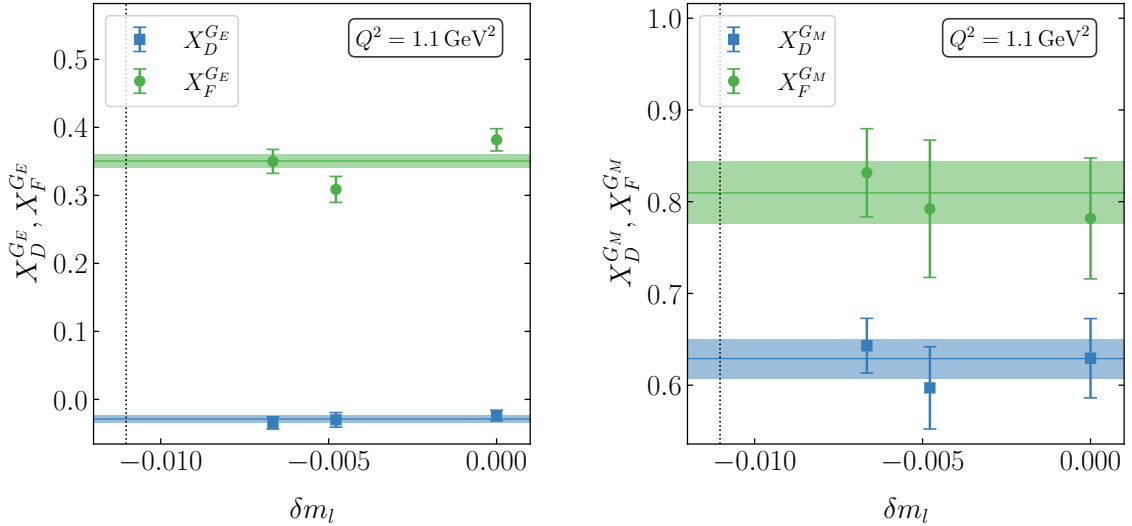 X_D^{G_E}
X_F^{G_E}
Q^2 = 1.1 GeV^2
0.5
0.4
0.3
0.2
0.1
0.0
X_D^{G_E}, X_F^{G_E}
−0.010 −0.005 0.000
δm_l
X_D^{G_M}
X_F^{G_M}
Q^2 = 1.1 GeV^2
1.0
0.9
0.8
0.7
0.6
X_D^{G_M}, X_F^{G_M}
−0.010 −0.005 0.000
δm_l